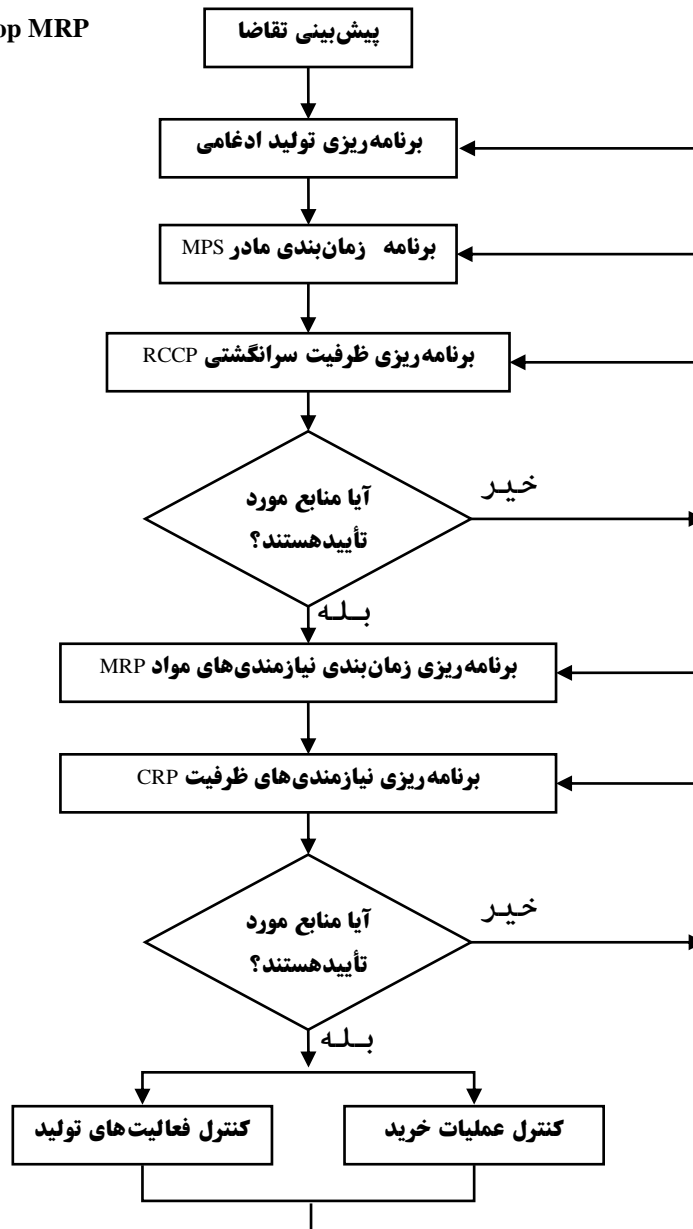 op MRP
پیش‌بینی تقاضا
برنامه‌ریزی تولید ادغامی
برنامه زمان‌بندی مادر MPS
برنامه‌ریزی ظرفیت سرانگشتی RCCP
آیا منابع مورد
تأییدهستند؟
خیر
بله
برنامه‌ریزی زمان‌بندی نیازمندی‌های مواد MRP
برنامه‌ریزی نیازمندی‌های ظرفیت CRP
آیا منابع مورد
تأییدهستند؟
خیر
بله
کنترل عملیات خرید
کنترل فعالیت‌های تولید